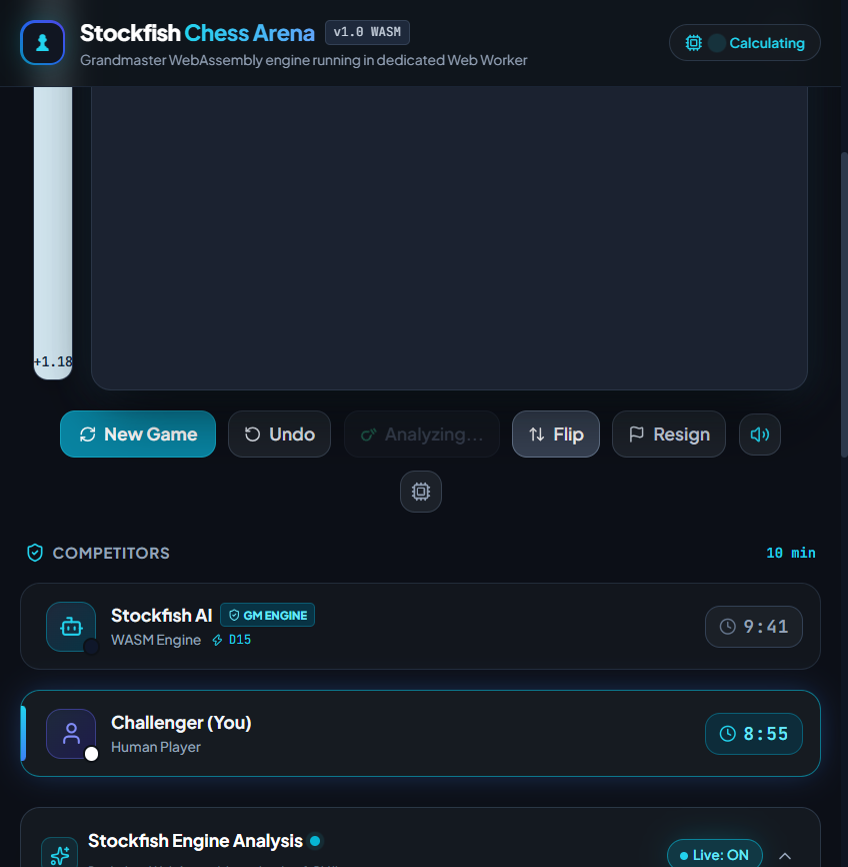 Stockfish Chess Arena v1.0 WASM
Grandmaster WebAssembly engine running in dedicated Web Worker
Calculating
+1.18
New Game
Undo
Analyzing...
Flip
Resign
COMPETITORS
10 min
Stockfish AI GM ENGINE
WASM Engine D15
9:41
Challenger (You)
Human Player
8:55
Stockfish Engine Analysis
Live: ON